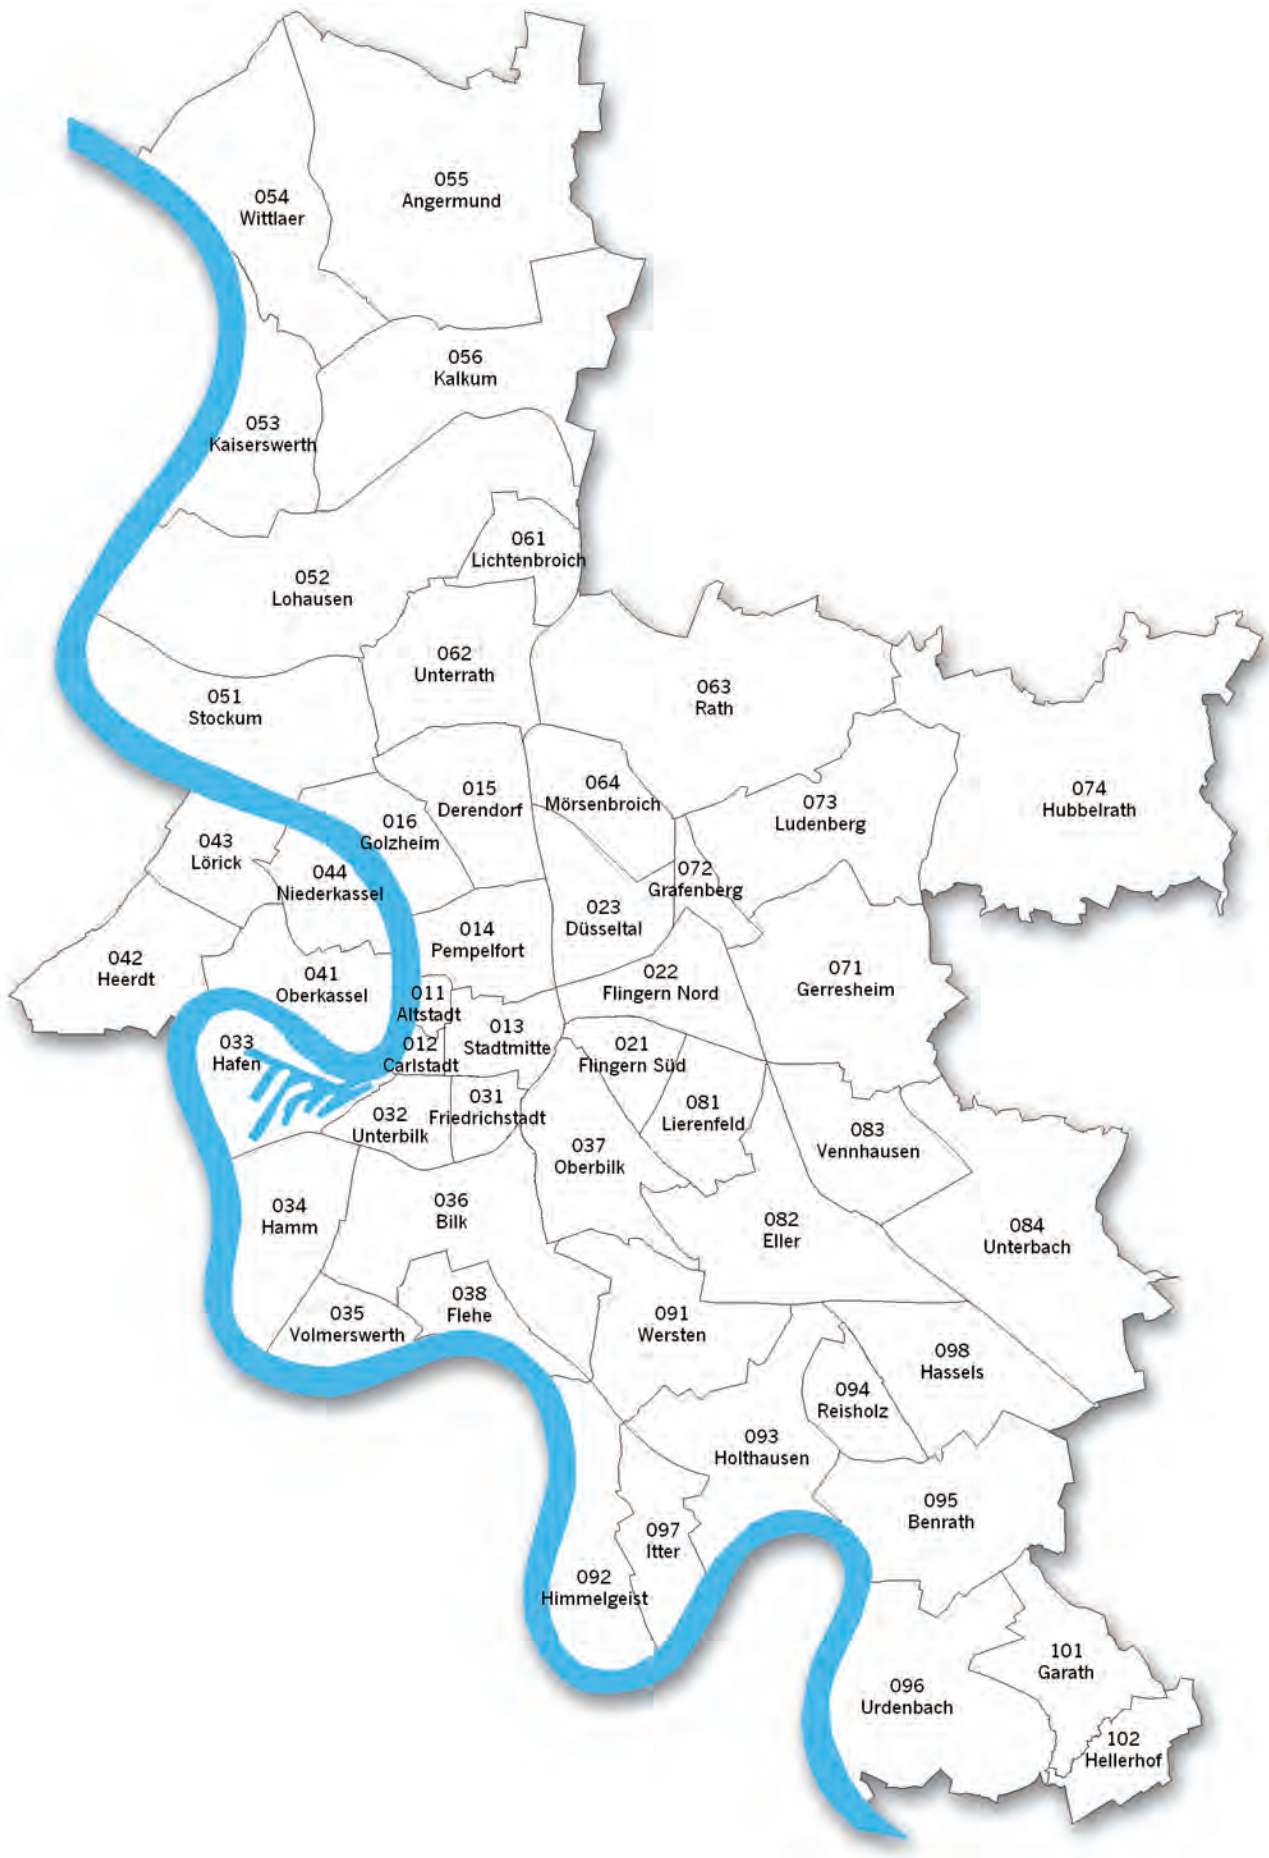 055
Angermund
054
Wittlaer
056
Kalkum
053
Kaiserswerth
061
Lichtenbroich
052
Lohausen
062
Unterrath
063
Rath
051
Stockum
074
Hubbelrath
015
Derendorf
064
Mörsenbroich
073
Ludenberg
016
Golzheim
043
Lörick
044
Niederkassel
072
Grafenberg
023
Düsseltal
014
Pempelfort
042
Heerdt
041
Oberkassel
022
Flingern Nord
071
Gerresheim
011
Altstadt
013
Stadtmitte
012
Carlstadt
033
Hafen
021
Flingern Süd
031
Friedrichstadt
081
Lierenfeld
032
Unterbilk
083
Vennhausen
037
Oberbilk
036
Bilk
034
Hamm
082
Eller
084
Unterbach
038
Flehe
035
Volmerswerth
091
Wersten
098
Hassels
094
Reisholz
093
Holthausen
095
Benrath
097
Itter
092
Himmelgeist
101
Garath
096
Urdenbach
102
Hellerhof